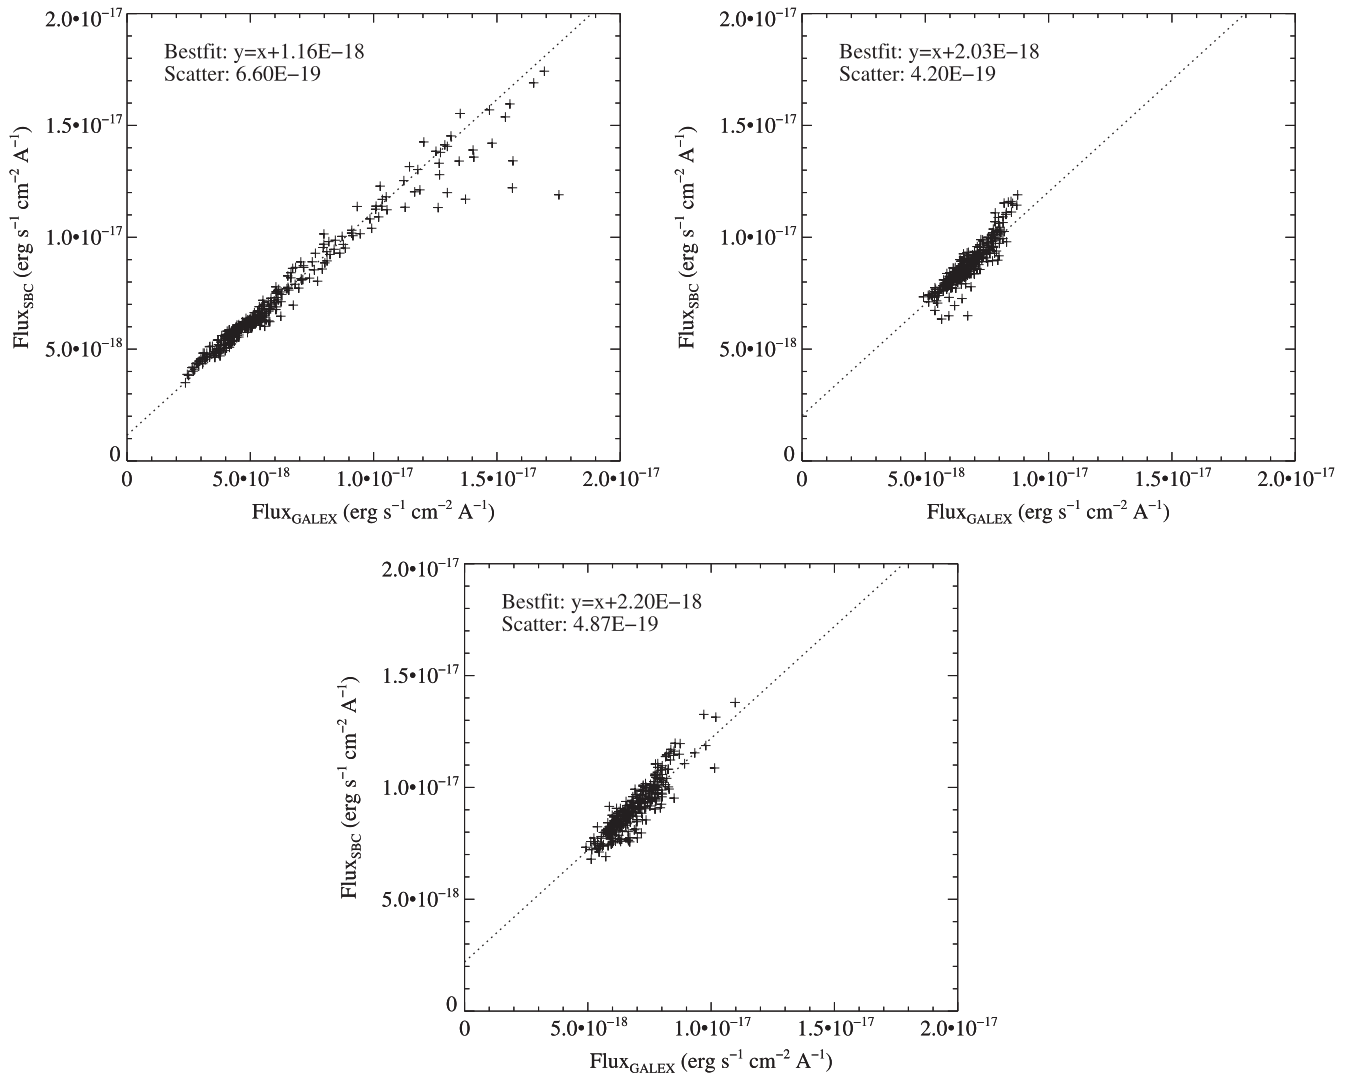 Bestfit: y=x+1.16E−18
Scatter: 6.60E−19
2.0•10⁻¹⁷
1.5•10⁻¹⁷
1.0•10⁻¹⁷
5.0•10⁻¹⁸
0
Flux_SBC (erg s⁻¹ cm⁻² A⁻¹)
0 5.0•10⁻¹⁸ 1.0•10⁻¹⁷ 1.5•10⁻¹⁷ 2.0•10⁻¹⁷
Flux_GALEX (erg s⁻¹ cm⁻² A⁻¹)
Bestfit: y=x+2.03E−18
Scatter: 4.20E−19
2.0•10⁻¹⁷
1.5•10⁻¹⁷
1.0•10⁻¹⁷
5.0•10⁻¹⁸
0
Flux_SBC (erg s⁻¹ cm⁻² A⁻¹)
0 5.0•10⁻¹⁸ 1.0•10⁻¹⁷ 1.5•10⁻¹⁷ 2.0•10⁻¹⁷
Flux_GALEX (erg s⁻¹ cm⁻² A⁻¹)
Bestfit: y=x+2.20E−18
Scatter: 4.87E−19
2.0•10⁻¹⁷
1.5•10⁻¹⁷
1.0•10⁻¹⁷
5.0•10⁻¹⁸
0
Flux_SBC (erg s⁻¹ cm⁻² A⁻¹)
0 5.0•10⁻¹⁸ 1.0•10⁻¹⁷ 1.5•10⁻¹⁷ 2.0•10⁻¹⁷
Flux_GALEX (erg s⁻¹ cm⁻² A⁻¹)